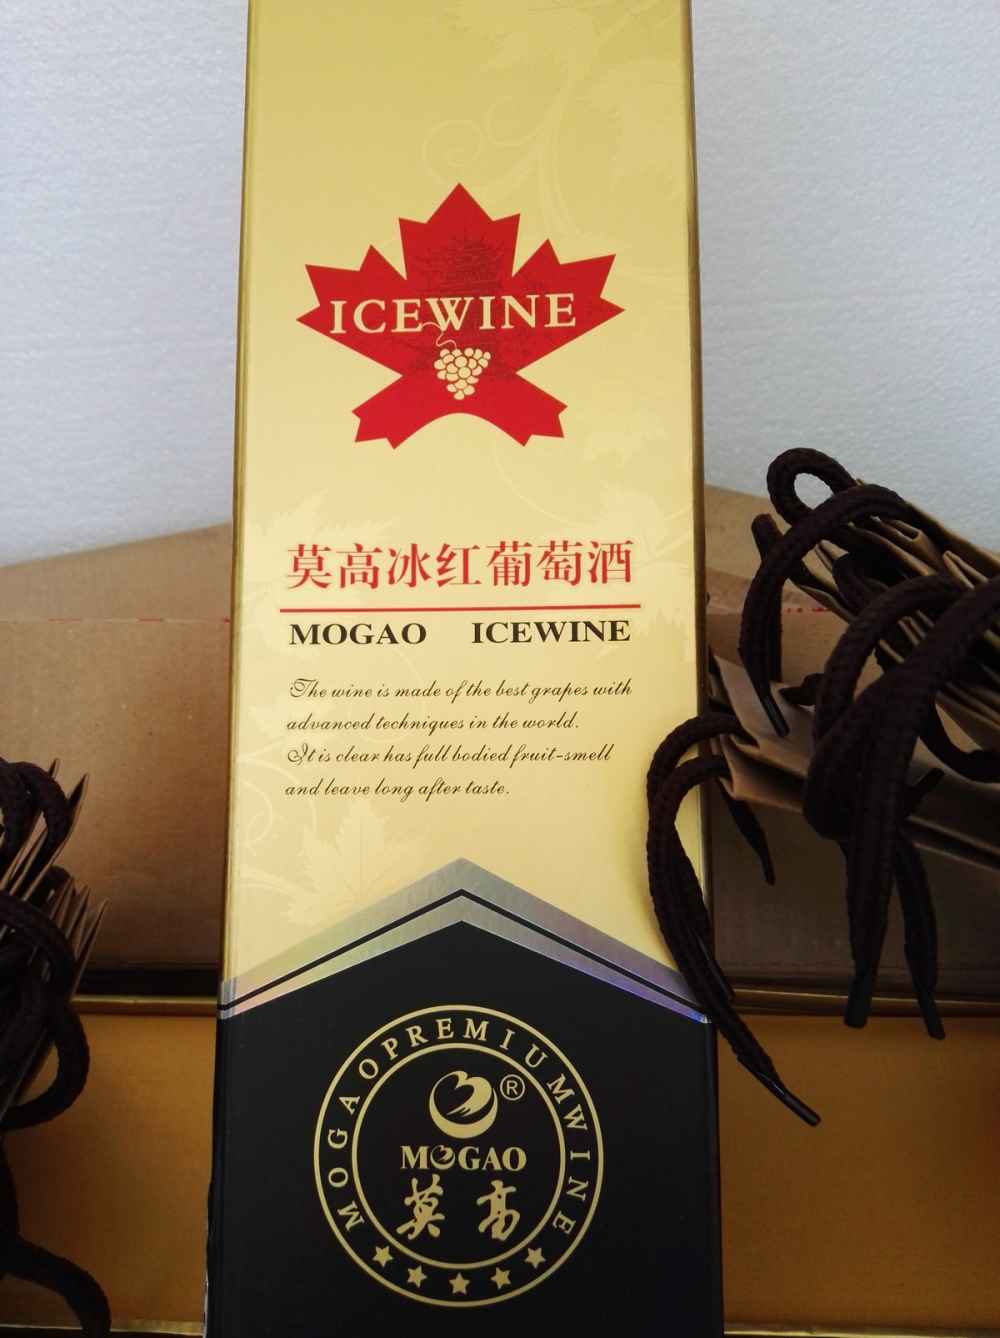 ICEWINE
莫高冰红葡萄酒
MOGAO ICEWINE
The wine is made of the best grapes with
advanced techniques in the world.
It is clear has full bodied fruit-smell
and leave long after taste.
MOGAOPREMIUMWINE
®
MOGAO
莫高